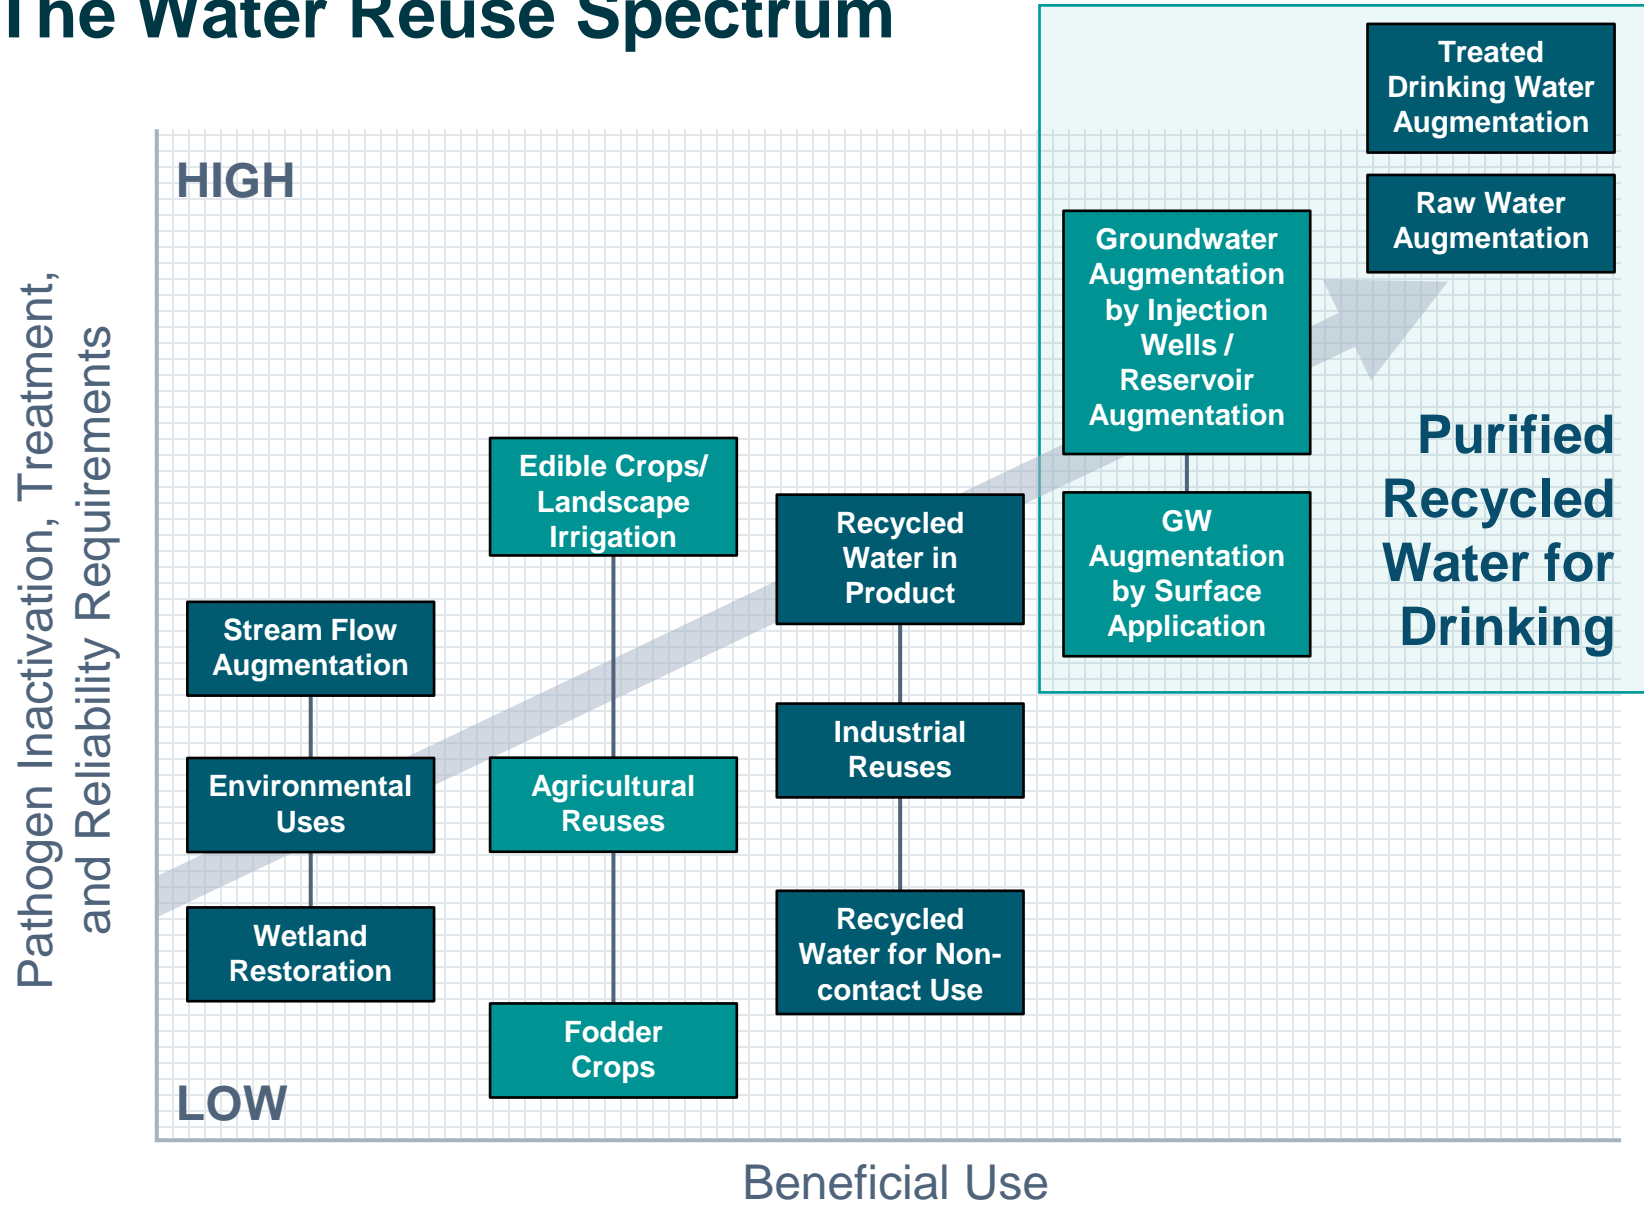 The Water Reuse Spectrum
Pathogen Inactivation, Treatment,
and Reliability Requirements
HIGH
LOW
Stream Flow
Augmentation
Environmental
Uses
Wetland
Restoration
Edible Crops/
Landscape
Irrigation
Agricultural
Reuses
Fodder
Crops
Recycled
Water in
Product
Industrial
Reuses
Recycled
Water for Non-
contact Use
Groundwater
Augmentation
by Injection
Wells /
Reservoir
Augmentation
GW
Augmentation
by Surface
Application
Treated
Drinking Water
Augmentation
Raw Water
Augmentation
Purified
Recycled
Water for
Drinking
Beneficial Use